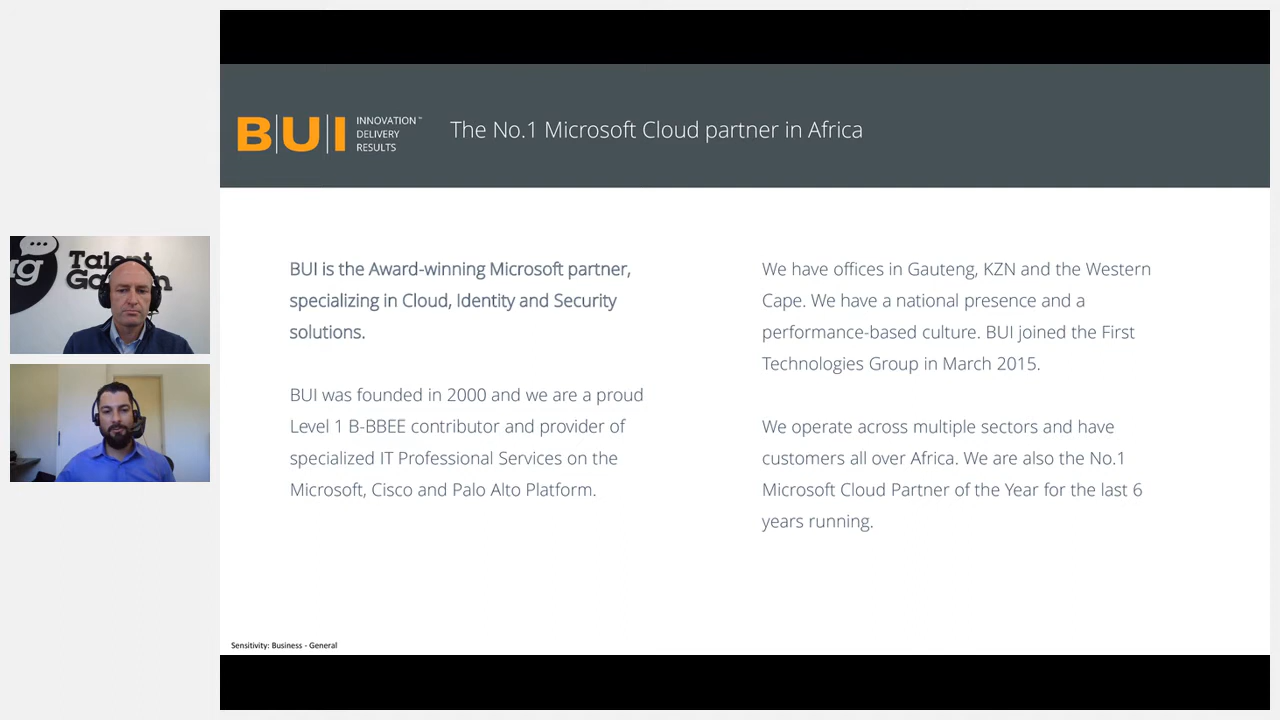 BUI
INNOVATION™
DELIVERY
RESULTS
The No.1 Microsoft Cloud partner in Africa
BUI is the Award-winning Microsoft partner,
specializing in Cloud, Identity and Security
solutions.
BUI was founded in 2000 and we are a proud
Level 1 B-BBEE contributor and provider of
specialized IT Professional Services on the
Microsoft, Cisco and Palo Alto Platform.
We have offices in Gauteng, KZN and the Western
Cape. We have a national presence and a
performance-based culture. BUI joined the First
Technologies Group in March 2015.
We operate across multiple sectors and have
customers all over Africa. We are also the No.1
Microsoft Cloud Partner of the Year for the last 6
years running.
Sensitivity: Business - General